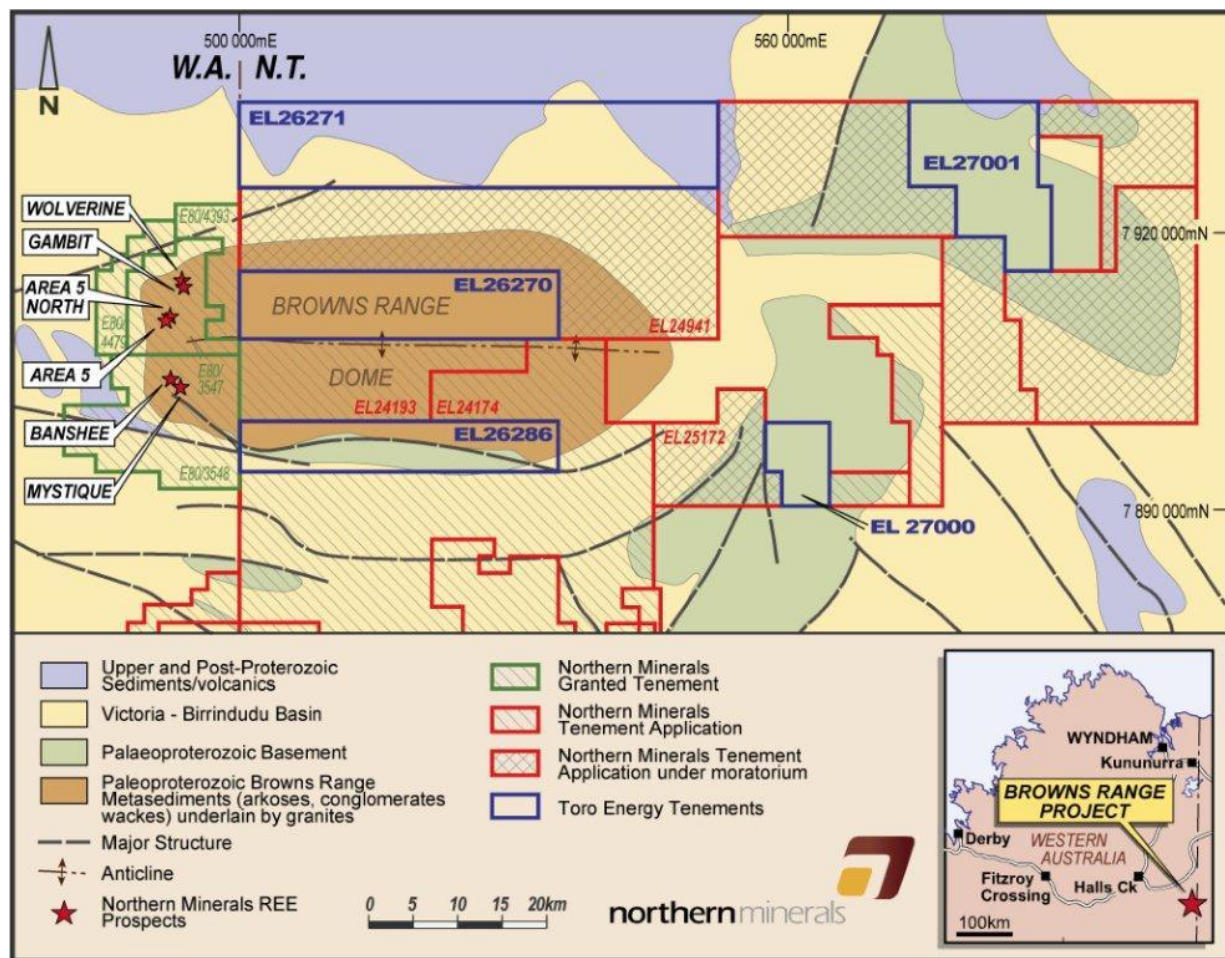 500 000mE
560 000mE
W.A.
N.T.
N
EL26271
EL27001
WOLVERINE
E80/4393
GAMBIT
7 920 000mN
AREA 5
NORTH
EL26270
BROWNS RANGE
E80/
4479
EL24941
AREA 5
E80/
3547
DOME
EL24193
EL24174
BANSHEE
EL26286
EL25172
E80/3548
MYSTIQUE
7 890 000mN
EL 27000
Upper and Post-Proterozoic
Sediments/volcanics
Victoria - Birrindudu Basin
Palaeoproterozoic Basement
Paleoproterozoic Browns Range
Metasediments (arkoses, conglomerates
wackes) underlain by granites
Major Structure
Anticline
Northern Minerals REE
Prospects
Northern Minerals
Granted Tenement
Northern Minerals
Tenement Application
Northern Minerals Tenement
Application under moratorium
Toro Energy Tenements
0 5 10 15 20km
northernminerals
WYNDHAM
Kununurra
BROWNS RANGE
PROJECT
Derby
WESTERN
AUSTRALIA
Fitzroy
Crossing
Halls Ck
100km